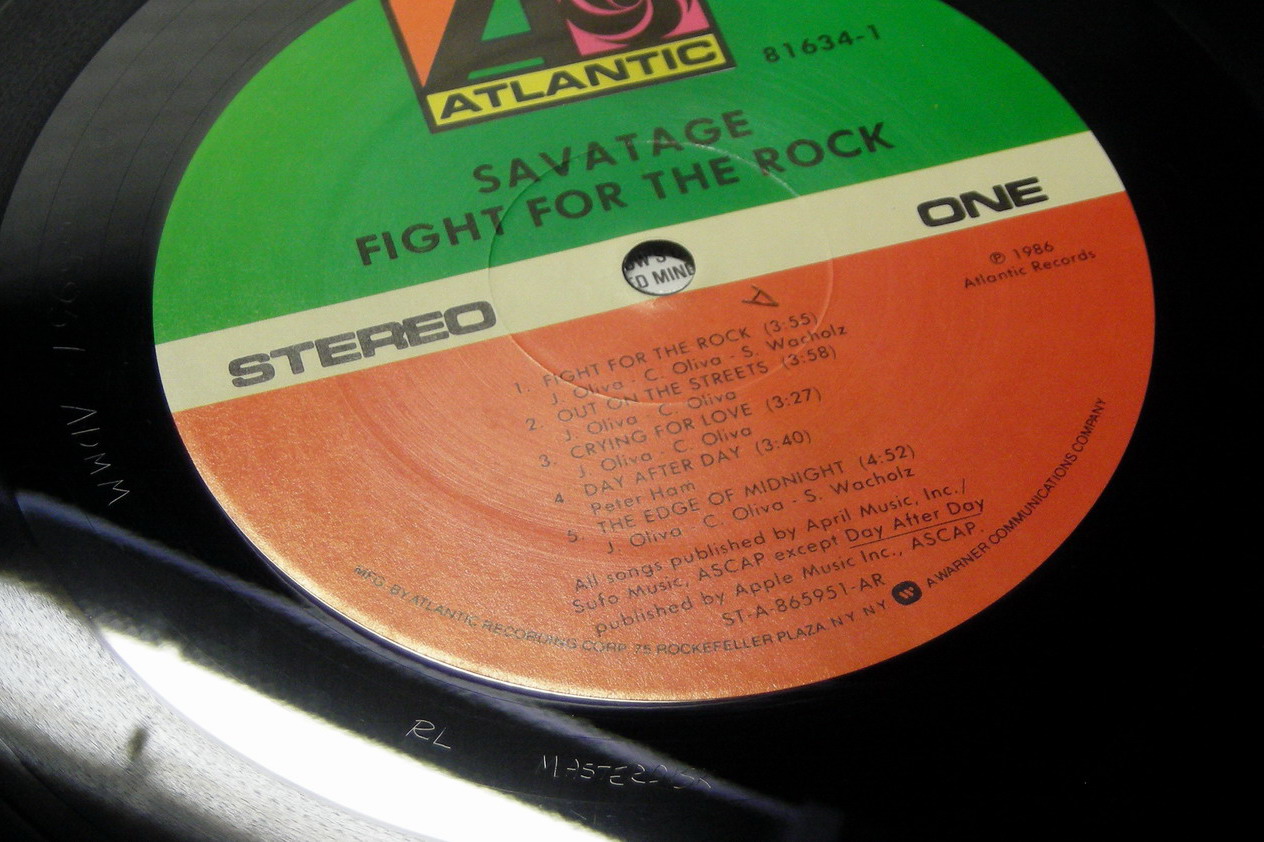 ATLANTIC
81634-1
SAVATAGE
FIGHT FOR THE ROCK
STEREO
ONE
℗ 1986
Atlantic Records
A
1. FIGHT FOR THE ROCK (3:55)
J. Oliva - C. Oliva - S. Wacholz
2. OUT ON THE STREETS (3:58)
J. Oliva - C. Oliva
3. CRYING FOR LOVE (3:27)
J. Oliva - C. Oliva
4 DAY AFTER DAY (3:40)
Peter Ham
5. THE EDGE OF MIDNIGHT (4:52)
J. Oliva - C. Oliva - S. Wacholz
All songs published by April Music, Inc./
Sufo Music, ASCAP except Day After Day
published by Apple Music Inc., ASCAP.
ST-A-865951-AR
MFG. BY ATLANTIC RECORDING CORP. 75 ROCKEFELLER PLAZA N Y N Y A WARNER COMMUNICATIONS COMPANY
RL
MASTERDISK